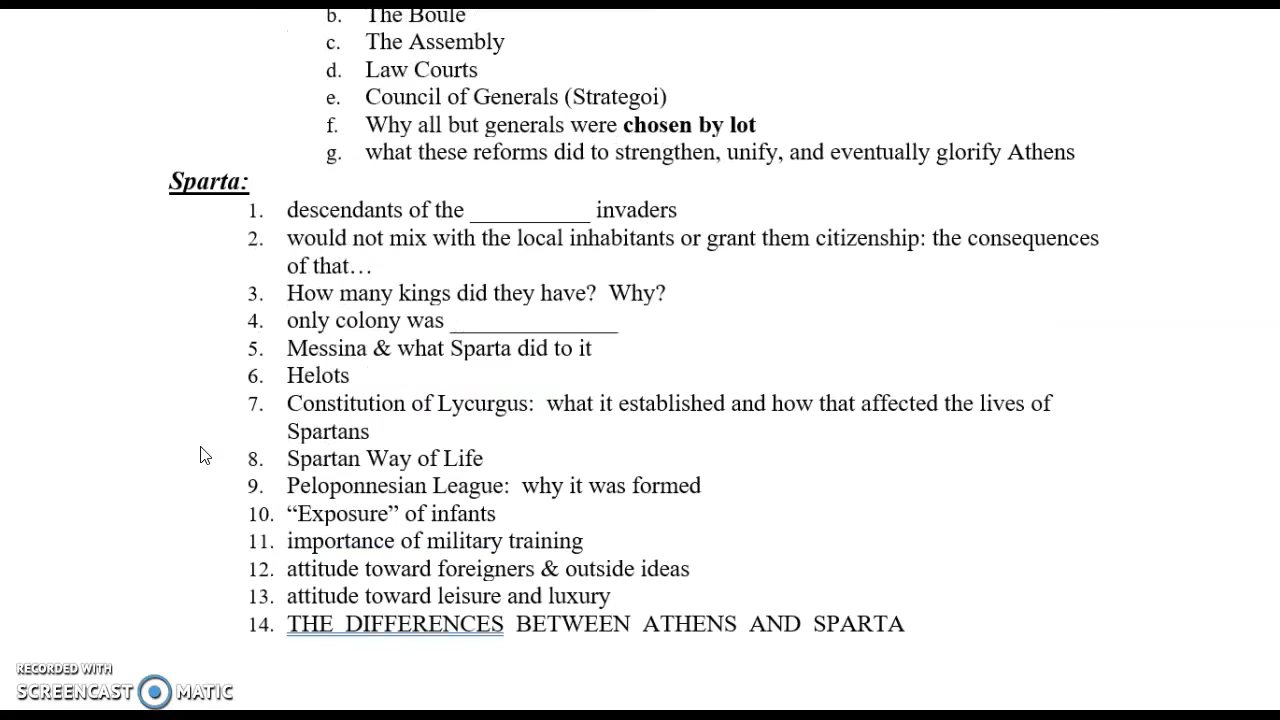 b. The Boule
c. The Assembly
d. Law Courts
e. Council of Generals (Strategoi)
f. Why all but generals were chosen by lot
g. what these reforms did to strengthen, unify, and eventually glorify Athens
Sparta:
1. descendants of the __________ invaders
2. would not mix with the local inhabitants or grant them citizenship: the consequences
of that…
3. How many kings did they have? Why?
4. only colony was ______________
5. Messina & what Sparta did to it
6. Helots
7. Constitution of Lycurgus: what it established and how that affected the lives of
Spartans
8. Spartan Way of Life
9. Peloponnesian League: why it was formed
10. “Exposure” of infants
11. importance of military training
12. attitude toward foreigners & outside ideas
13. attitude toward leisure and luxury
14. THE DIFFERENCES BETWEEN ATHENS AND SPARTA
RECORDED WITH
SCREENCAST MATIC